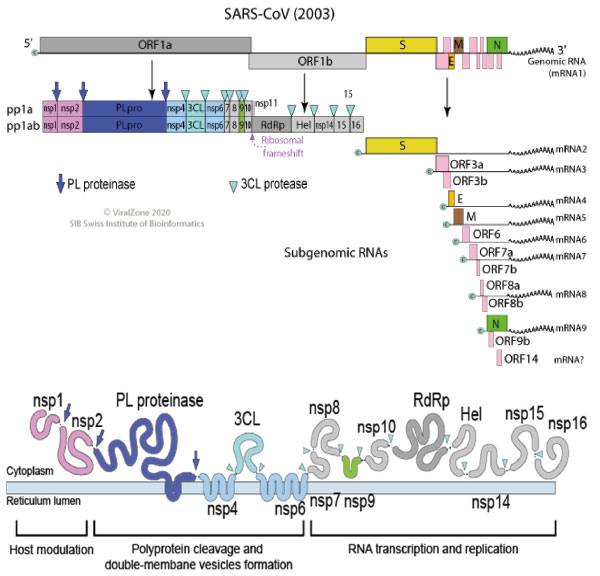 SARS-CoV (2003)
5′
ORF1a
ORF1b
S
E
M
N
3′
Genomic RNA
(mRNA1)
pp1a
pp1ab
nsp1
nsp2
PLpro
nsp4
3CL
nsp6
7
8
9
10
nsp11
nsp1
nsp2
PLpro
nsp4
3CL
nsp6
7
8
9
10
RdRp
Hel
nsp14
15
16
15
Ribosomal
frameshift
PL proteinase
3CL protease
© ViralZone 2020
SIB Swiss Institute of Bioinformatics
Subgenomic RNAs
S
mRNA2
ORF3a
mRNA3
ORF3b
E
mRNA4
M
mRNA5
ORF6
mRNA6
ORF7a
mRNA7
ORF7b
ORF8a
mRNA8
ORF8b
N
mRNA9
ORF9b
ORF14
mRNA?
nsp1
nsp2
PL proteinase
3CL
nsp8
nsp10
RdRp
Hel
nsp15
nsp16
Cytoplasm
Reticulum lumen
nsp4
nsp6
nsp7
nsp9
nsp14
Host modulation
Polyprotein cleavage and
double-membrane vesicles formation
RNA transcription and replication